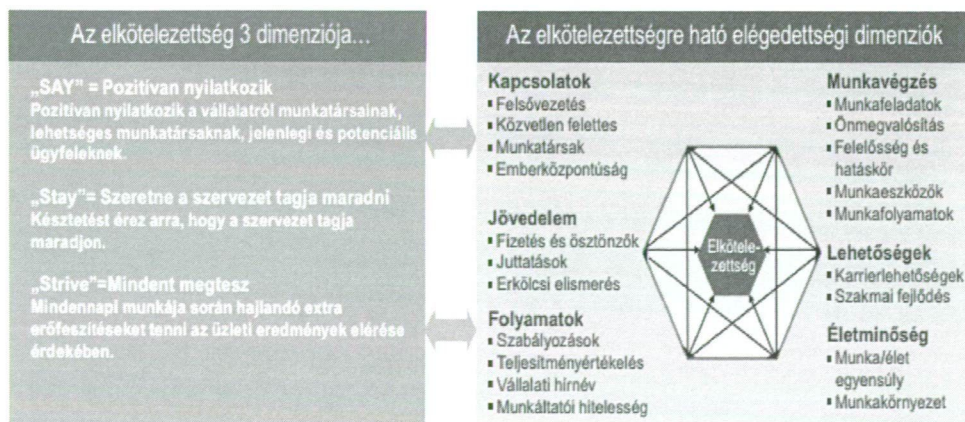 Az elkötelezettség 3 dimenziója...
„SAY” = Pozitívan nyilatkozik
Pozitívan nyilatkozik a vállalatról munkatársainak,
lehetséges munkatársaknak, jelenlegi és potenciális
ügyfeleknek.
„Stay”= Szeretne a szervezet tagja maradni
Késztetést érez arra, hogy a szervezet tagja
maradjon.
„Strive”=Mindent megtesz
Mindennapi munkája során hajlandó extra
erőfeszítéseket tenni az üzleti eredmények elérése
érdekében.
Az elkötelezettségre ható elégedettségi dimenziók
Kapcsolatok
▪ Felsővezetés
▪ Közvetlen felettes
▪ Munkatársak
▪ Emberközpontúság
Jövedelem
▪ Fizetés és ösztönzők
▪ Juttatások
▪ Erkölcsi elismerés
Folyamatok
▪ Szabályozások
▪ Teljesítményértékelés
▪ Vállalati hírnév
▪ Munkáltatói hitelesség
Elkötele-
zettség
Munkavégzés
▪ Munkafeladatok
▪ Önmegvalósítás
▪ Felelősség és
hatáskör
▪ Munkaeszközök
▪ Munkafolyamatok
Lehetőségek
▪ Karrierlehetőségek
▪ Szakmai fejlődés
Életminőség
▪ Munka/élet
egyensúly
▪ Munkakörnyezet